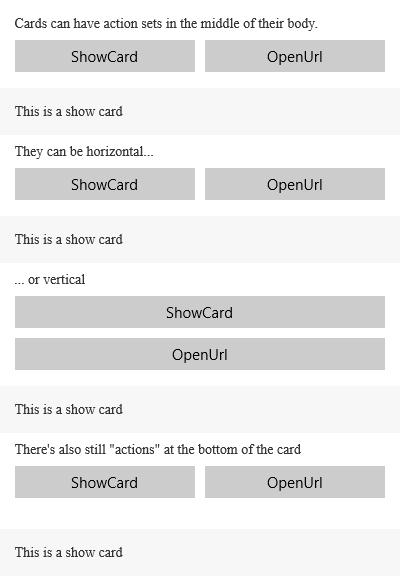 Cards can have action sets in the middle of their body.
ShowCard OpenUrl
This is a show card
They can be horizontal...
ShowCard OpenUrl
This is a show card
... or vertical
ShowCard
OpenUrl
This is a show card
There's also still "actions" at the bottom of the card
ShowCard OpenUrl
This is a show card